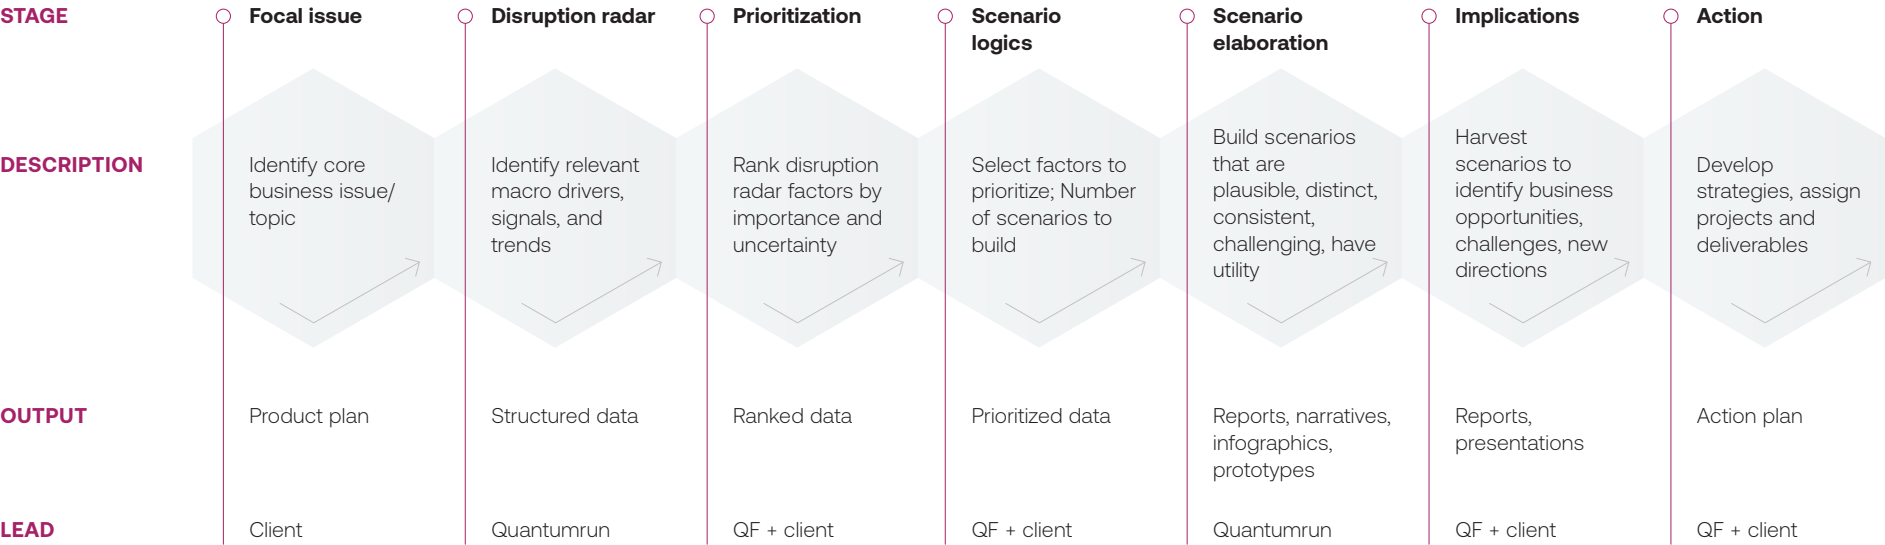 STAGE
Focal issue
Disruption radar
Prioritization
Scenario
logics
Scenario
elaboration
Implications
Action
DESCRIPTION
Identify core
business issue/
topic
Identify relevant
macro drivers,
signals, and
trends
Rank disruption
radar factors by
importance and
uncertainty
Select factors to
prioritize; Number
of scenarios to
build
Build scenarios
that are
plausible, distinct,
consistent,
challenging, have
utility
Harvest
scenarios to
identify business
opportunities,
challenges, new
directions
Develop
strategies, assign
projects and
deliverables
OUTPUT
Product plan
Structured data
Ranked data
Prioritized data
Reports, narratives,
infographics,
prototypes
Reports,
presentations
Action plan
LEAD
Client
Quantumrun
QF + client
QF + client
Quantumrun
QF + client
QF + client